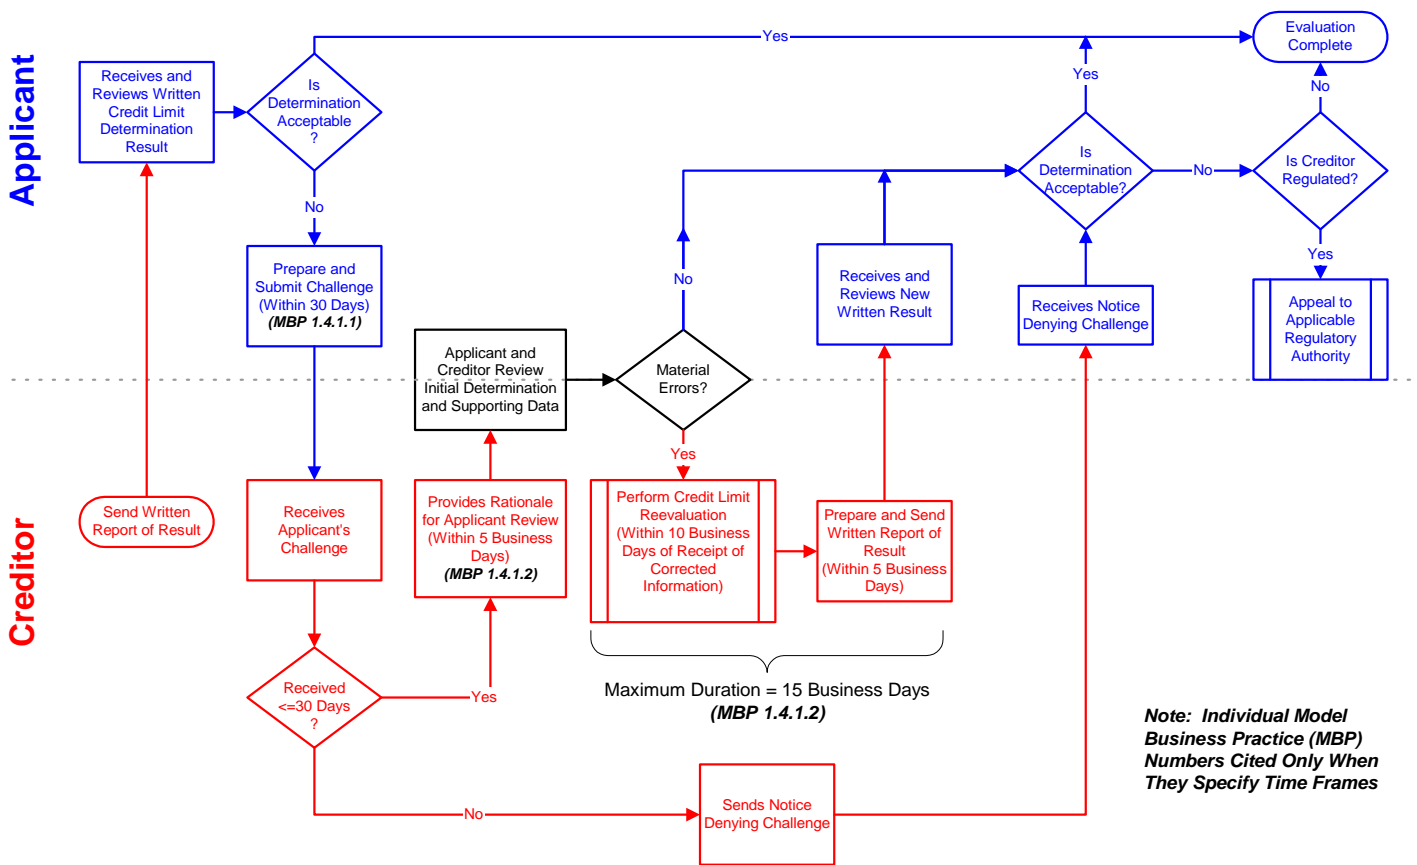 Applicant
Creditor
Receives and
Reviews Written
Credit Limit
Determination
Result
Is
Determination
Acceptable
?
Yes
No
Prepare and
Submit Challenge
(Within 30 Days)
(MBP 1.4.1.1)
Send Written
Report of Result
Receives
Applicant's
Challenge
Received
<=30 Days
?
Yes
No
Provides Rationale
for Applicant Review
(Within 5 Business
Days)
(MBP 1.4.1.2)
Applicant and
Creditor Review
Initial Determination
and Supporting Data
Material
Errors?
No
Yes
Perform Credit Limit
Reevaluation
(Within 10 Business
Days of Receipt of
Corrected
Information)
Prepare and Send
Written Report of
Result
(Within 5 Business
Days)
Maximum Duration = 15 Business Days
(MBP 1.4.1.2)
Receives and
Reviews New
Written Result
Sends Notice
Denying Challenge
Receives Notice
Denying Challenge
Is
Determination
Acceptable?
Yes
No
Is Creditor
Regulated?
No
Yes
Evaluation
Complete
Appeal to
Applicable
Regulatory
Authority
Note: Individual Model
Business Practice (MBP)
Numbers Cited Only When
They Specify Time Frames